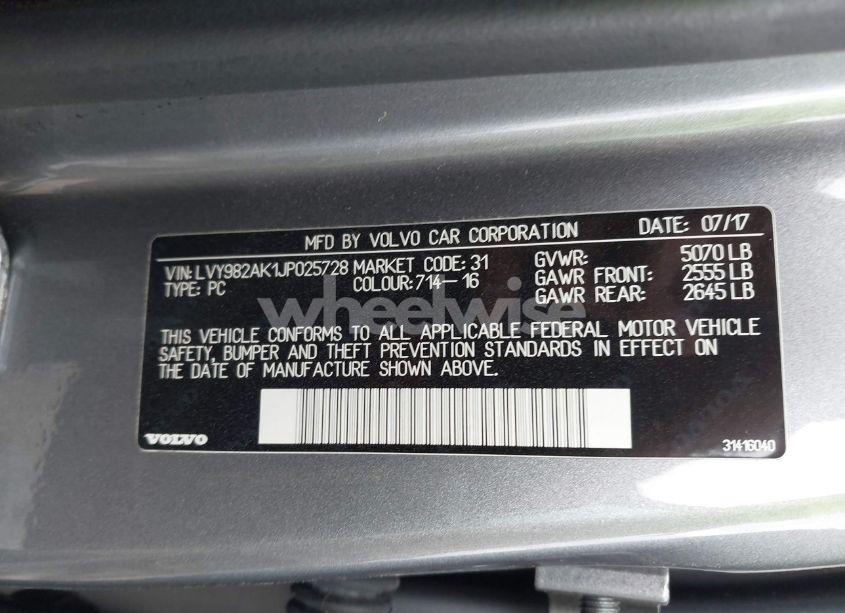 MFD BY VOLVO CAR CORPORATION DATE: 07/17
VIN: LVY982AK1JP025728 MARKET CODE: 31 GVWR: 5070 LB
TYPE: PC COLOUR: 714-16 GAWR FRONT: 2555 LB
GAWR REAR: 2645 LB
wheelwise
THIS VEHICLE CONFORMS TO ALL APPLICABLE FEDERAL MOTOR VEHICLE
SAFETY, BUMPER AND THEFT PREVENTION STANDARDS IN EFFECT ON
THE DATE OF MANUFACTURE SHOWN ABOVE.
VOLVO 31416040